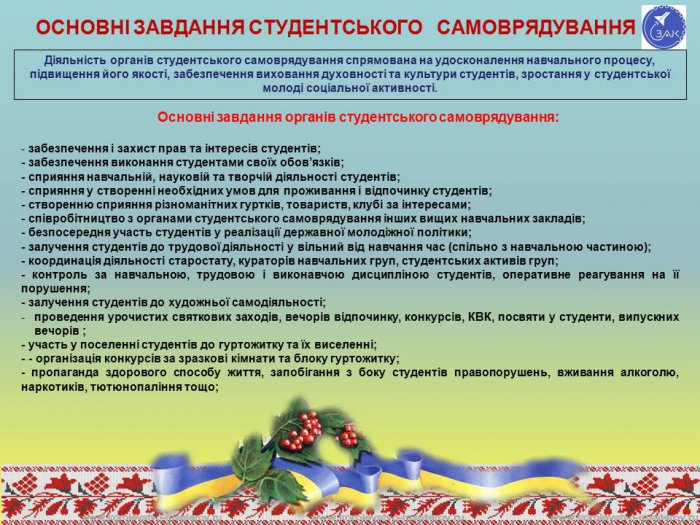 ОСНОВНІ ЗАВДАННЯ СТУДЕНТСЬКОГО САМОВРЯДУВАННЯ
ЗАІК
Діяльність органів студентського самоврядування спрямована на удосконалення навчального процесу,
підвищення його якості, забезпечення виховання духовності та культури студентів, зростання у студентської
молоді соціальної активності.
Основні завдання органів студентського самоврядування:
- забезпечення і захист прав та інтересів студентів;
- забезпечення виконання студентами своїх обов’язків;
- сприяння навчальній, науковій та творчій діяльності студентів;
- сприяння у створенні необхідних умов для проживання і відпочинку студентів;
- створенню сприяння різноманітних гуртків, товариств, клубі за інтересами;
- співробітництво з органами студентського самоврядування інших вищих навчальних закладів;
- безпосередня участь студентів у реалізації державної молодіжної політики;
- залучення студентів до трудової діяльності у вільний від навчання час (спільно з навчальною частиною);
- координація діяльності старостату, кураторів навчальних груп, студентських активів груп;
- контроль за навчальною, трудовою і виконавчою дисципліною студентів, оперативне реагування на її
порушення;
- залучення студентів до художньої самодіяльності;
- проведення урочистих святкових заходів, вечорів відпочинку, конкурсів, КВК, посвяти у студенти, випускних
вечорів ;
- участь у поселенні студентів до гуртожитку та їх виселенні;
- - організація конкурсів за зразкові кімнати та блоку гуртожитку;
- пропаганда здорового способу життя, запобігання з боку студентів правопорушень, вживання алкоголю,
наркотиків, тютюнопаління тощо;